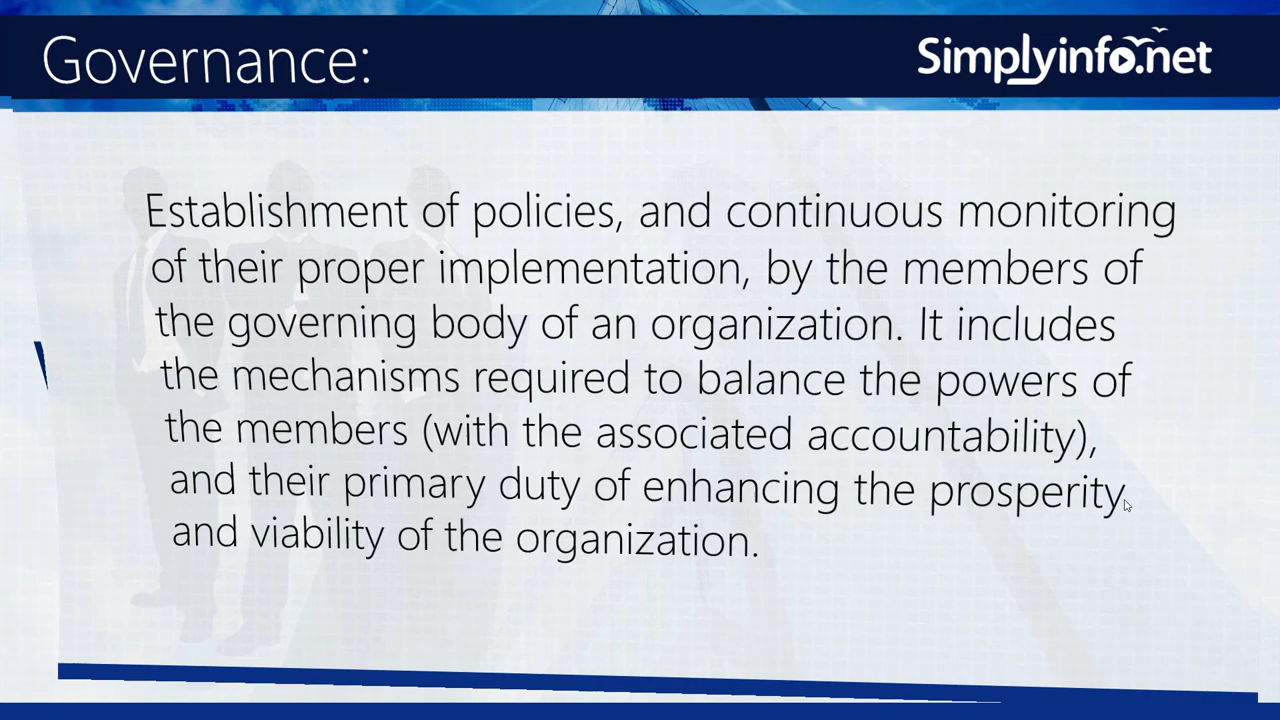 Governance:
Simplyinfo.net
Establishment of policies, and continuous monitoring
of their proper implementation, by the members of
the governing body of an organization. It includes
the mechanisms required to balance the powers of
the members (with the associated accountability),
and their primary duty of enhancing the prosperity
and viability of the organization.